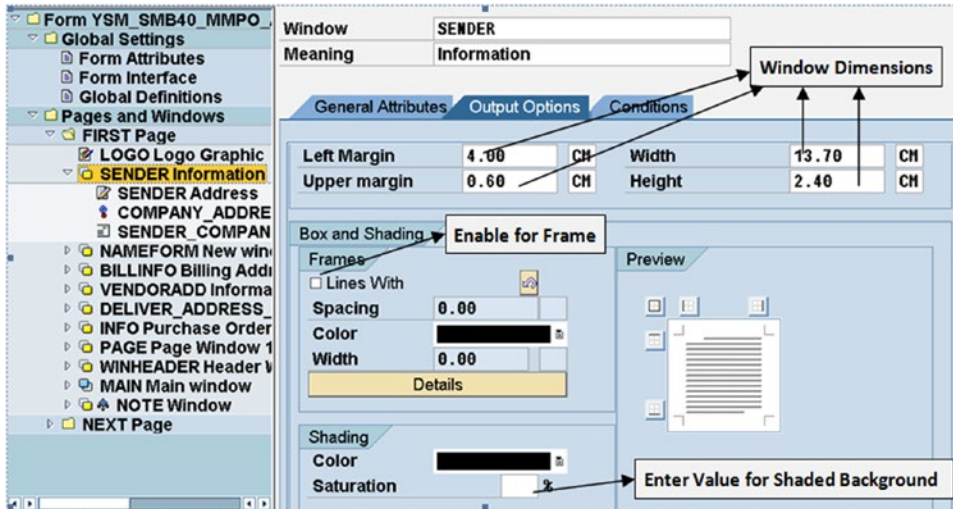 Form YSM_SMB40_MMPO_
Global Settings
Form Attributes
Form Interface
Global Definitions
Pages and Windows
FIRST Page
LOGO Logo Graphic
SENDER Information
SENDER Address
COMPANY_ADDRE
SENDER_COMPAN
NAMEFORM New win
BILLINFO Billing Addr
VENDORADD Informa
DELIVER_ADDRESS_
INFO Purchase Order
PAGE Page Window 1
WINHEADER Header W
MAIN Main window
NOTE Window
NEXT Page
Window SENDER
Meaning Information
Window Dimensions
General Attributes Output Options Conditions
Left Margin 4.00 CM Width 13.70 CM
Upper margin 0.60 CM Height 2.40 CM
Box and Shading Enable for Frame
Frames Preview
Lines With
Spacing 0.00
Color
Width 0.00
Details
Shading
Color
Saturation % Enter Value for Shaded Background